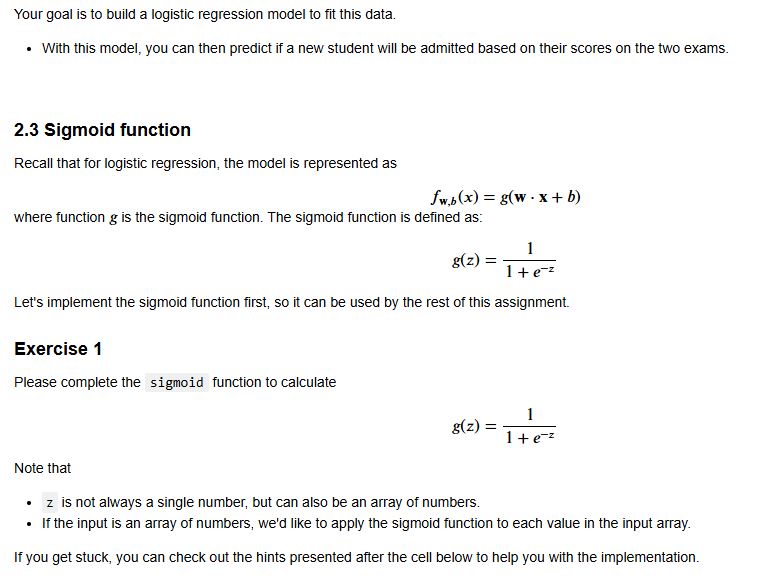 Your goal is to build a logistic regression model to fit this data.
• With this model, you can then predict if a new student will be admitted based on their scores on the two exams.
2.3 Sigmoid function
Recall that for logistic regression, the model is represented as
f_{w,b}(x) = g(w · x + b)
where function g is the sigmoid function. The sigmoid function is defined as:
g(z) = \frac{1}{1 + e^{-z}}
Let's implement the sigmoid function first, so it can be used by the rest of this assignment.
Exercise 1
Please complete the sigmoid function to calculate
g(z) = \frac{1}{1 + e^{-z}}
Note that
• z is not always a single number, but can also be an array of numbers.
• If the input is an array of numbers, we'd like to apply the sigmoid function to each value in the input array.
If you get stuck, you can check out the hints presented after the cell below to help you with the implementation.